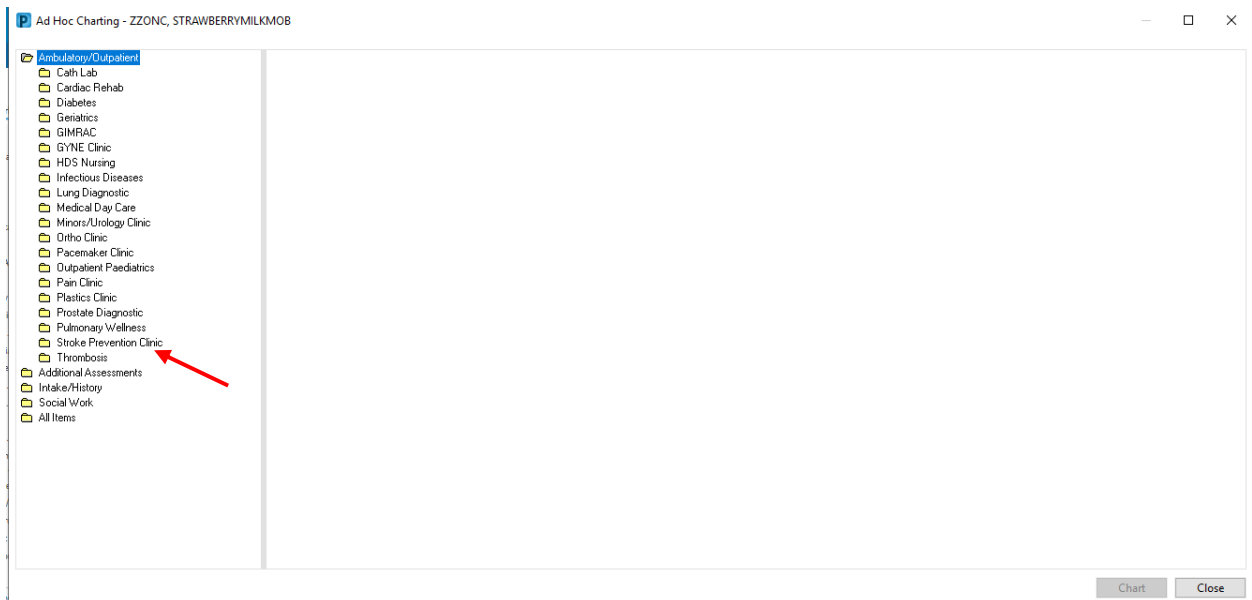 Ad Hoc Charting - ZZONC, STRAWBERRYMILKMOB
Ambulatory/Outpatient
Cath Lab
Cardiac Rehab
Diabetes
Geriatrics
GIMRAC
GYNE Clinic
HDS Nursing
Infectious Diseases
Lung Diagnostic
Medical Day Care
Minors/Urology Clinic
Ortho Clinic
Pacemaker Clinic
Outpatient Paediatrics
Pain Clinic
Plastics Clinic
Prostate Diagnostic
Pulmonary Wellness
Stroke Prevention Clinic
Thrombosis
Additional Assessments
Intake/History
Social Work
All Items
Chart Close